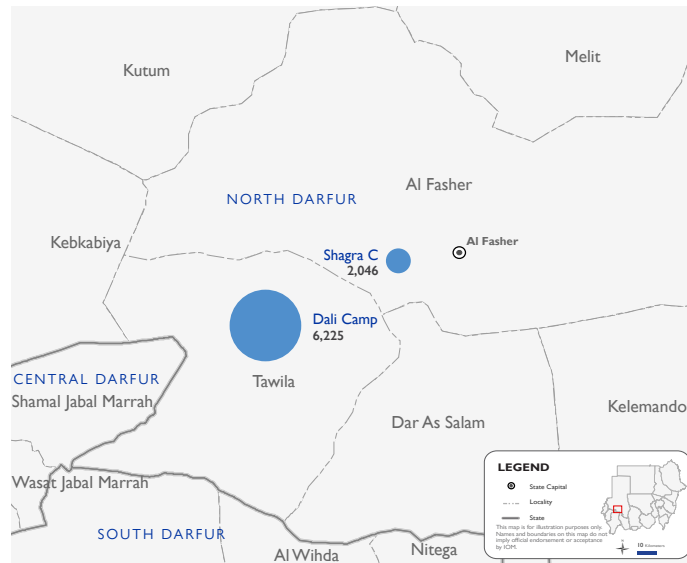 Kutum
Melit
Al Fasher
NORTH DARFUR
Kebkabiya
Al Fasher
Shagra C
2,046
Dali Camp
6,225
CENTRAL DARFUR
Tawila
Shamal Jabal Marrah
Kelemando
Dar As Salam
LEGEND
State Capital
Locality
State
This map is for illustration purposes only.
Names and boundaries on this map do not
imply official endorsement or acceptance
by IOM.
N
10 Kilometers
Wasat Jabal Marrah
SOUTH DARFUR
Al Wihda
Nitega